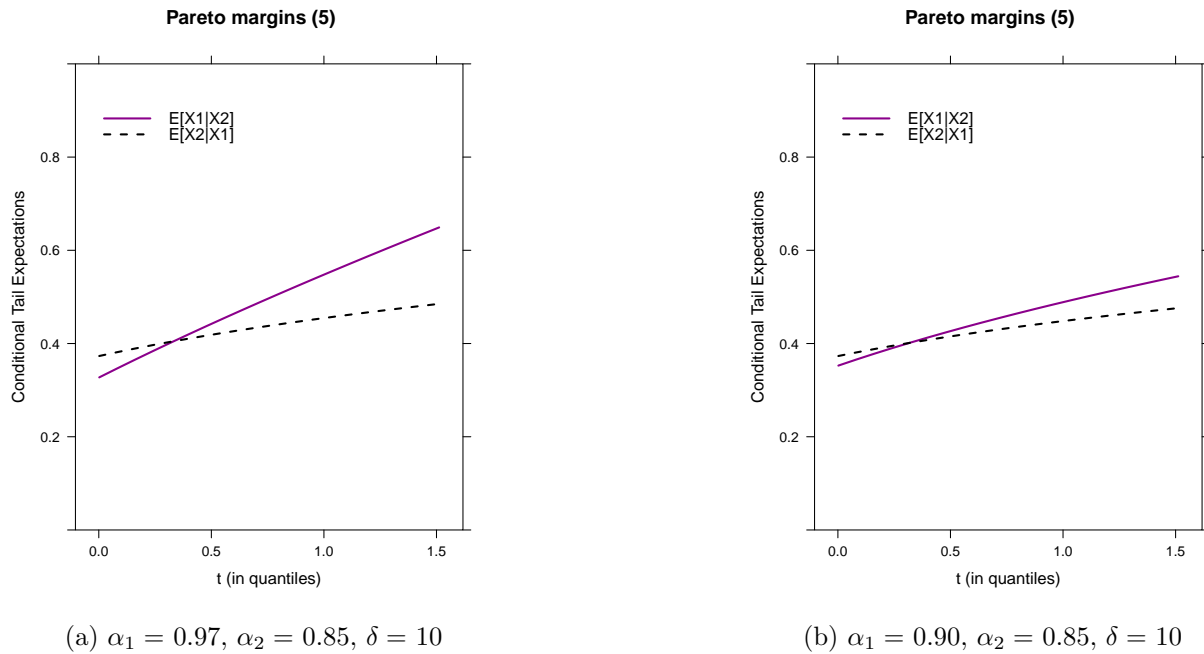 Pareto margins (5)
E[X1|X2]
E[X2|X1]
Conditional Tail Expectations
0.8
0.6
0.4
0.2
0.0 0.5 1.0 1.5
t (in quantiles)
(a) α₁ = 0.97, α₂ = 0.85, δ = 10
Pareto margins (5)
E[X1|X2]
E[X2|X1]
Conditional Tail Expectations
0.8
0.6
0.4
0.2
0.0 0.5 1.0 1.5
t (in quantiles)
(b) α₁ = 0.90, α₂ = 0.85, δ = 10